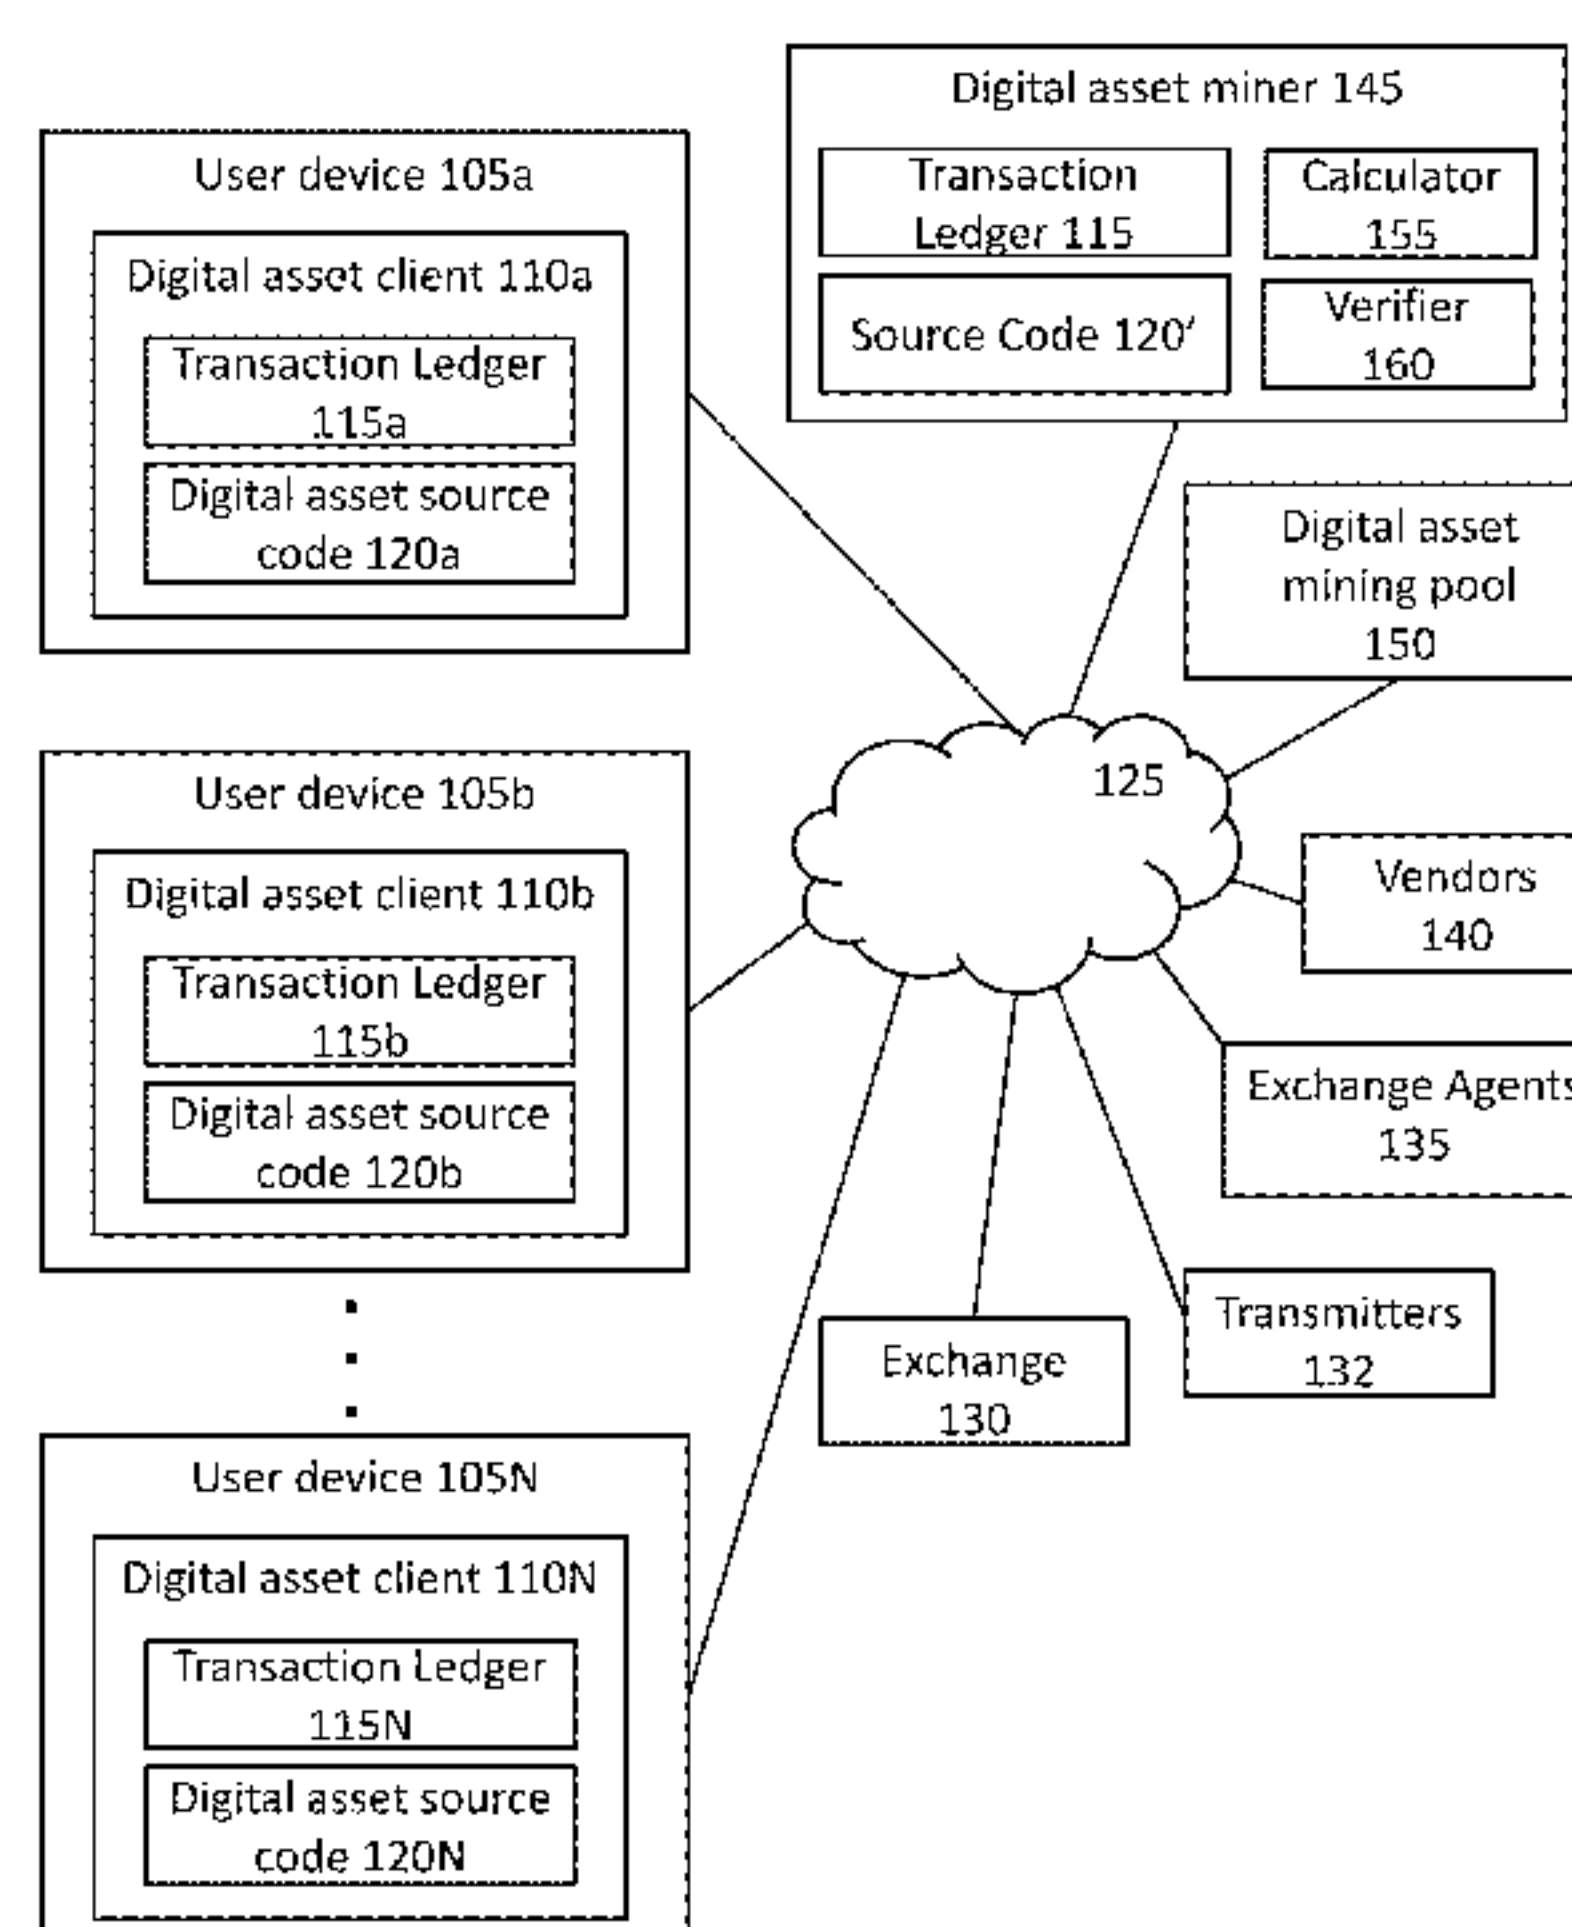 User device 105a
Digital asset client 110a
Transaction Ledger
115a
Digital asset source
code 120a
User device 105b
Digital asset client 110b
Transaction Ledger
115b
Digital asset source
code 120b
User device 105N
Digital asset client 110N
Transaction Ledger
115N
Digital asset source
code 120N
Digital asset miner 145
Transaction
Ledger 115
Calculator
155
Source Code 120′
Verifier
160
Digital asset
mining pool
150
125
Vendors
140
Exchange Agents
135
Transmitters
132
Exchange
130